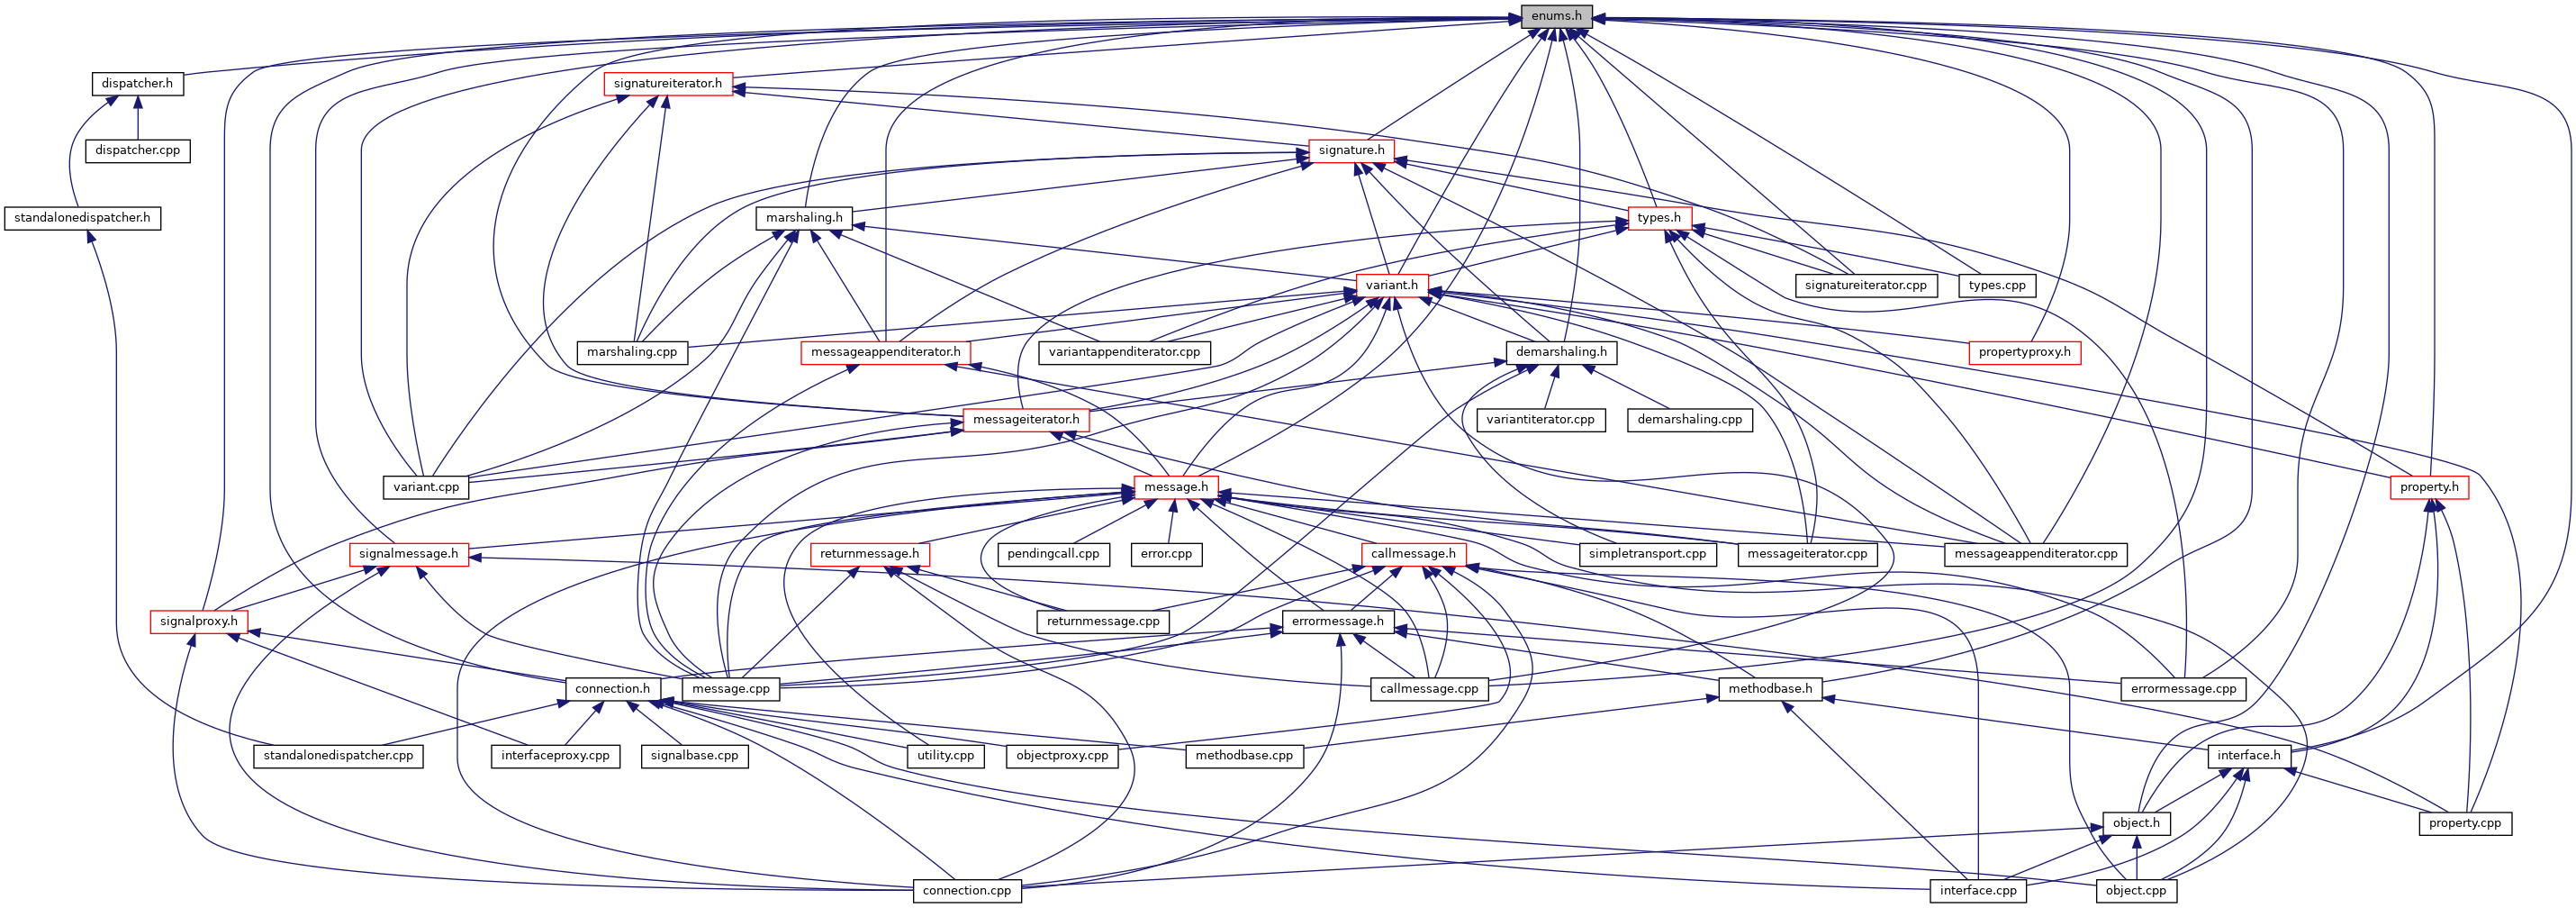 enums.h
dispatcher.h
signatureiterator.h
dispatcher.cpp
signature.h
standalonedispatcher.h
marshaling.h
types.h
variant.h
signatureiterator.cpp
types.cpp
marshaling.cpp
messageappenditerator.h
variantappenditerator.cpp
demarshaling.h
propertyproxy.h
messageiterator.h
variantiterator.cpp
demarshaling.cpp
variant.cpp
message.h
property.h
signalmessage.h
returnmessage.h
pendingcall.cpp
error.cpp
callmessage.h
simpletransport.cpp
messageiterator.cpp
messageappenditerator.cpp
signalproxy.h
returnmessage.cpp
errormessage.h
connection.h
message.cpp
callmessage.cpp
methodbase.h
errormessage.cpp
standalonedispatcher.cpp
interfaceproxy.cpp
signalbase.cpp
utility.cpp
objectproxy.cpp
methodbase.cpp
interface.h
object.h
property.cpp
connection.cpp
interface.cpp
object.cpp